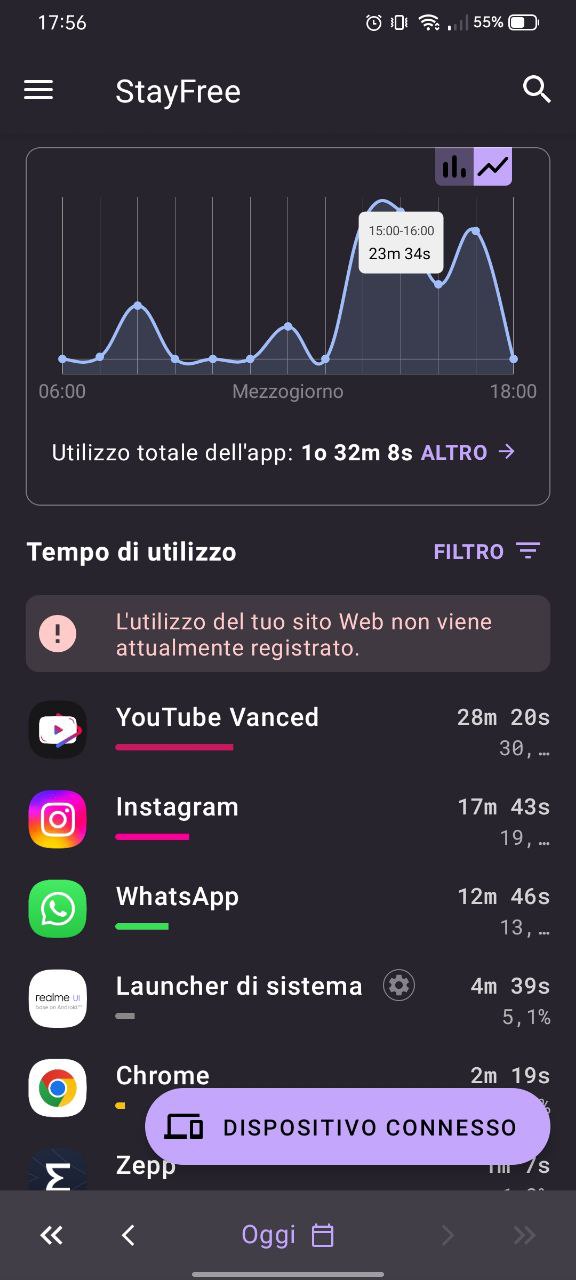 17:56
55%
StayFree
15:00-16:00
23m 34s
06:00 Mezzogiorno 18:00
Utilizzo totale dell'app: 1o 32m 8s ALTRO
Tempo di utilizzo FILTRO
L'utilizzo del tuo sito Web non viene
attualmente registrato.
YouTube Vanced 28m 20s
30, …
Instagram 17m 43s
19, …
WhatsApp 12m 46s
13, …
realme UI
Launcher di sistema 4m 39s
5,1%
Chrome 2m 19s
DISPOSITIVO CONNESSO
Zepp 1m 7s
Oggi